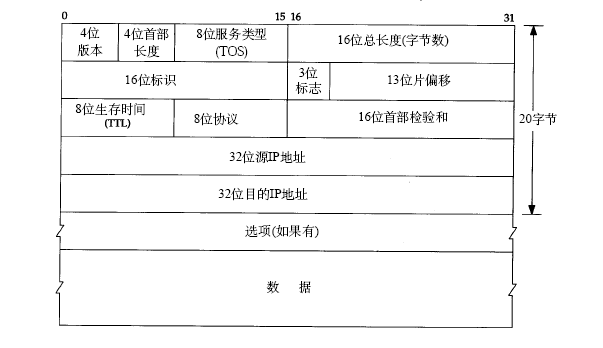 0 15 16 31
4位 4位首部 8位服务类型 16位总长度(字节数)
版本 长度 (TOS)
16位标识 3位 13位片偏移
标志
8位生存时间 8位协议 16位首部检验和 20字节
(TTL)
32位源IP地址
32位目的IP地址
选项(如果有)
数 据